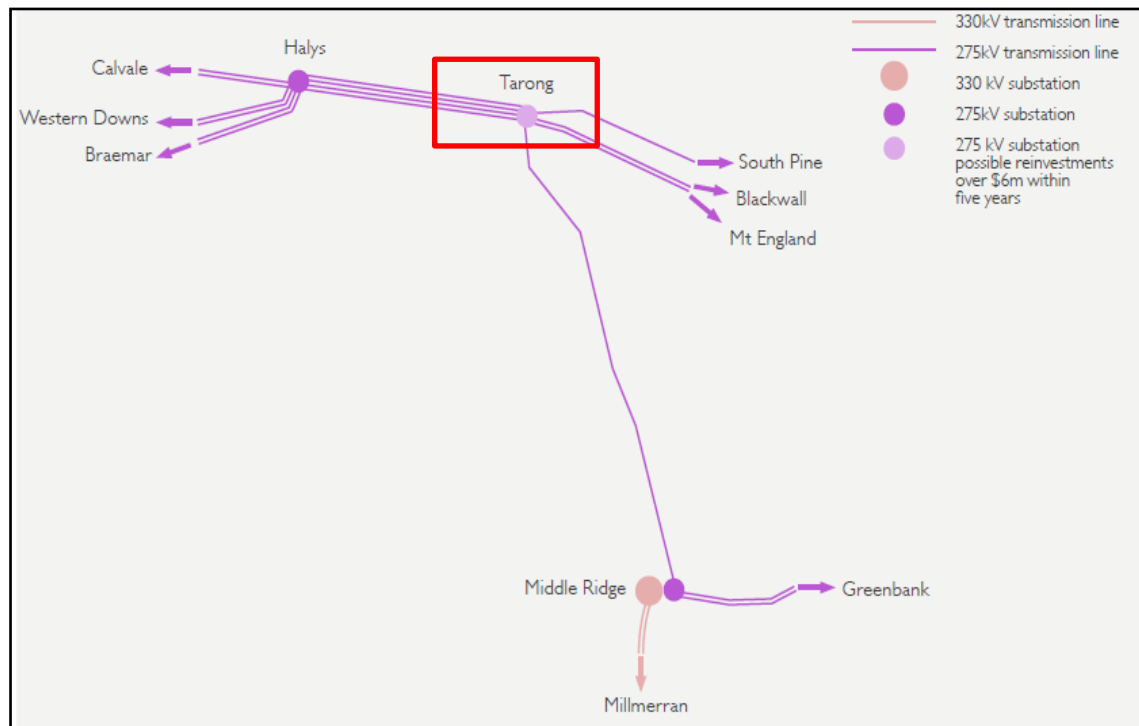 330kV transmission line
275kV transmission line
330 kV substation
275kV substation
275 kV substation
possible reinvestments
over $6m within
five years
Halys
Calvale
Tarong
Western Downs
Braemar
South Pine
Blackwall
Mt England
Middle Ridge
Greenbank
Millmerran